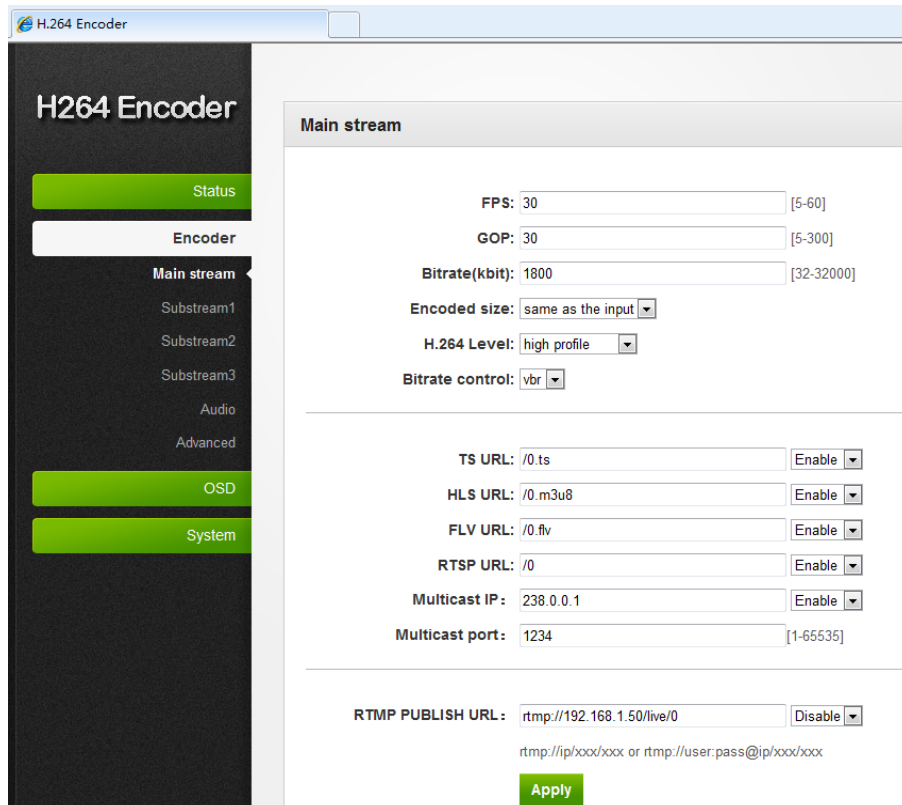 H.264 Encoder
H264 Encoder
Status
Encoder
Main stream
Substream1
Substream2
Substream3
Audio
Advanced
OSD
System
Main stream
FPS: 30 [5-60]
GOP: 30 [5-300]
Bitrate(kbit): 1800 [32-32000]
Encoded size: same as the input
H.264 Level: high profile
Bitrate control: vbr
TS URL: /0.ts Enable
HLS URL: /0.m3u8 Enable
FLV URL: /0.flv Enable
RTSP URL: /0 Enable
Multicast IP： 238.0.0.1 Enable
Multicast port： 1234 [1-65535]
RTMP PUBLISH URL： rtmp://192.168.1.50/live/0 Disable
rtmp://ip/xxx/xxx or rtmp://user:pass@ip/xxx/xxx
Apply